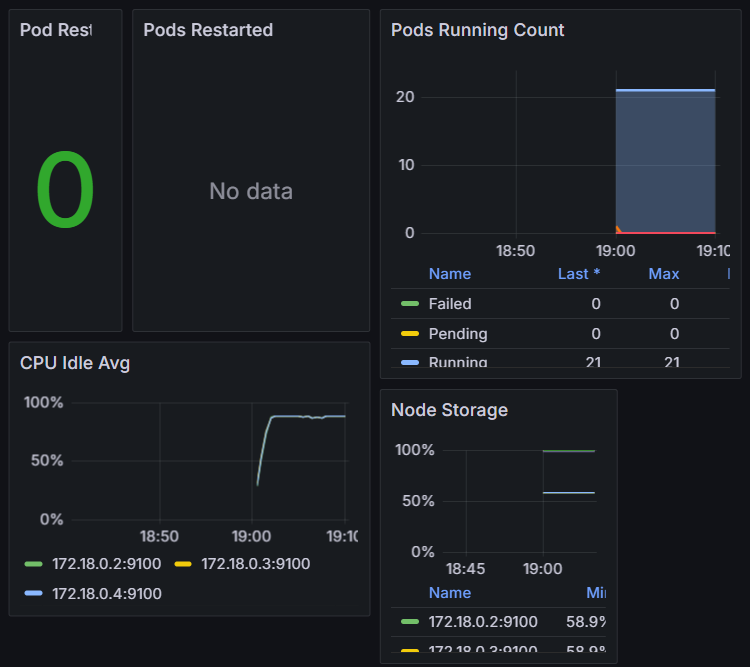 Pod Rest
Pods Restarted
Pods Running Count
0
No data
20
10
0
18:50 19:00 19:10
Name Last * Max
Failed 0 0
Pending 0 0
Running 21 21
CPU Idle Avg
100%
50%
0%
18:50 19:00 19:10
172.18.0.2:9100 172.18.0.3:9100
172.18.0.4:9100
Node Storage
100%
50%
0%
18:45 19:00
Name Min
172.18.0.2:9100 58.9%
172.18.0.3:9100 58.9%